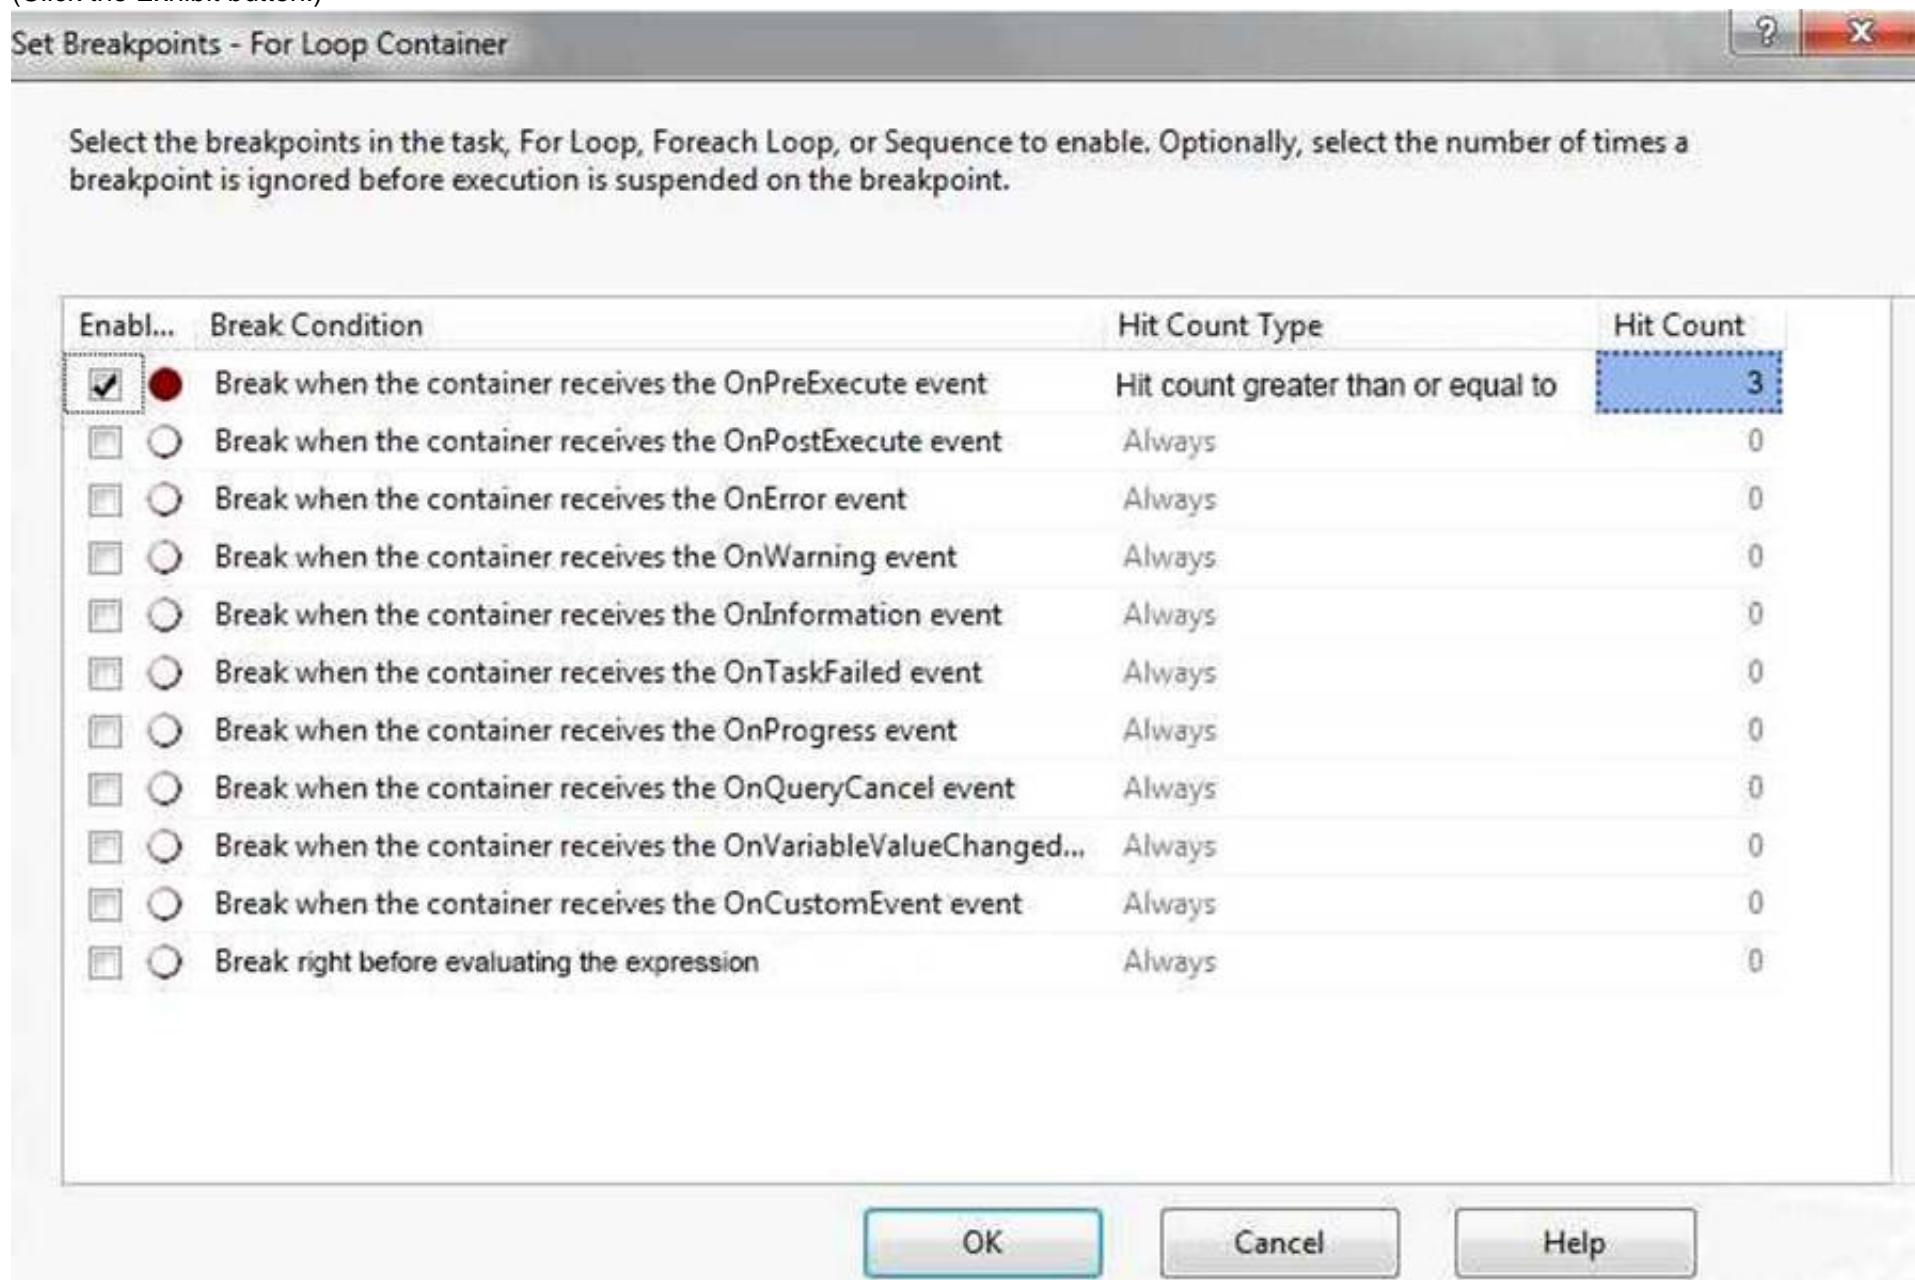 (Click the Exhibit button.)
Set Breakpoints - For Loop Container
Select the breakpoints in the task, For Loop, Foreach Loop, or Sequence to enable. Optionally, select the number of times a
breakpoint is ignored before execution is suspended on the breakpoint.
Enabl... Break Condition Hit Count Type Hit Count
Break when the container receives the OnPreExecute event Hit count greater than or equal to 3
Break when the container receives the OnPostExecute event Always 0
Break when the container receives the OnError event Always 0
Break when the container receives the OnWarning event Always 0
Break when the container receives the OnInformation event Always 0
Break when the container receives the OnTaskFailed event Always 0
Break when the container receives the OnProgress event Always 0
Break when the container receives the OnQueryCancel event Always 0
Break when the container receives the OnVariableValueChanged... Always 0
Break when the container receives the OnCustomEvent event Always 0
Break right before evaluating the expression Always 0
OK Cancel Help